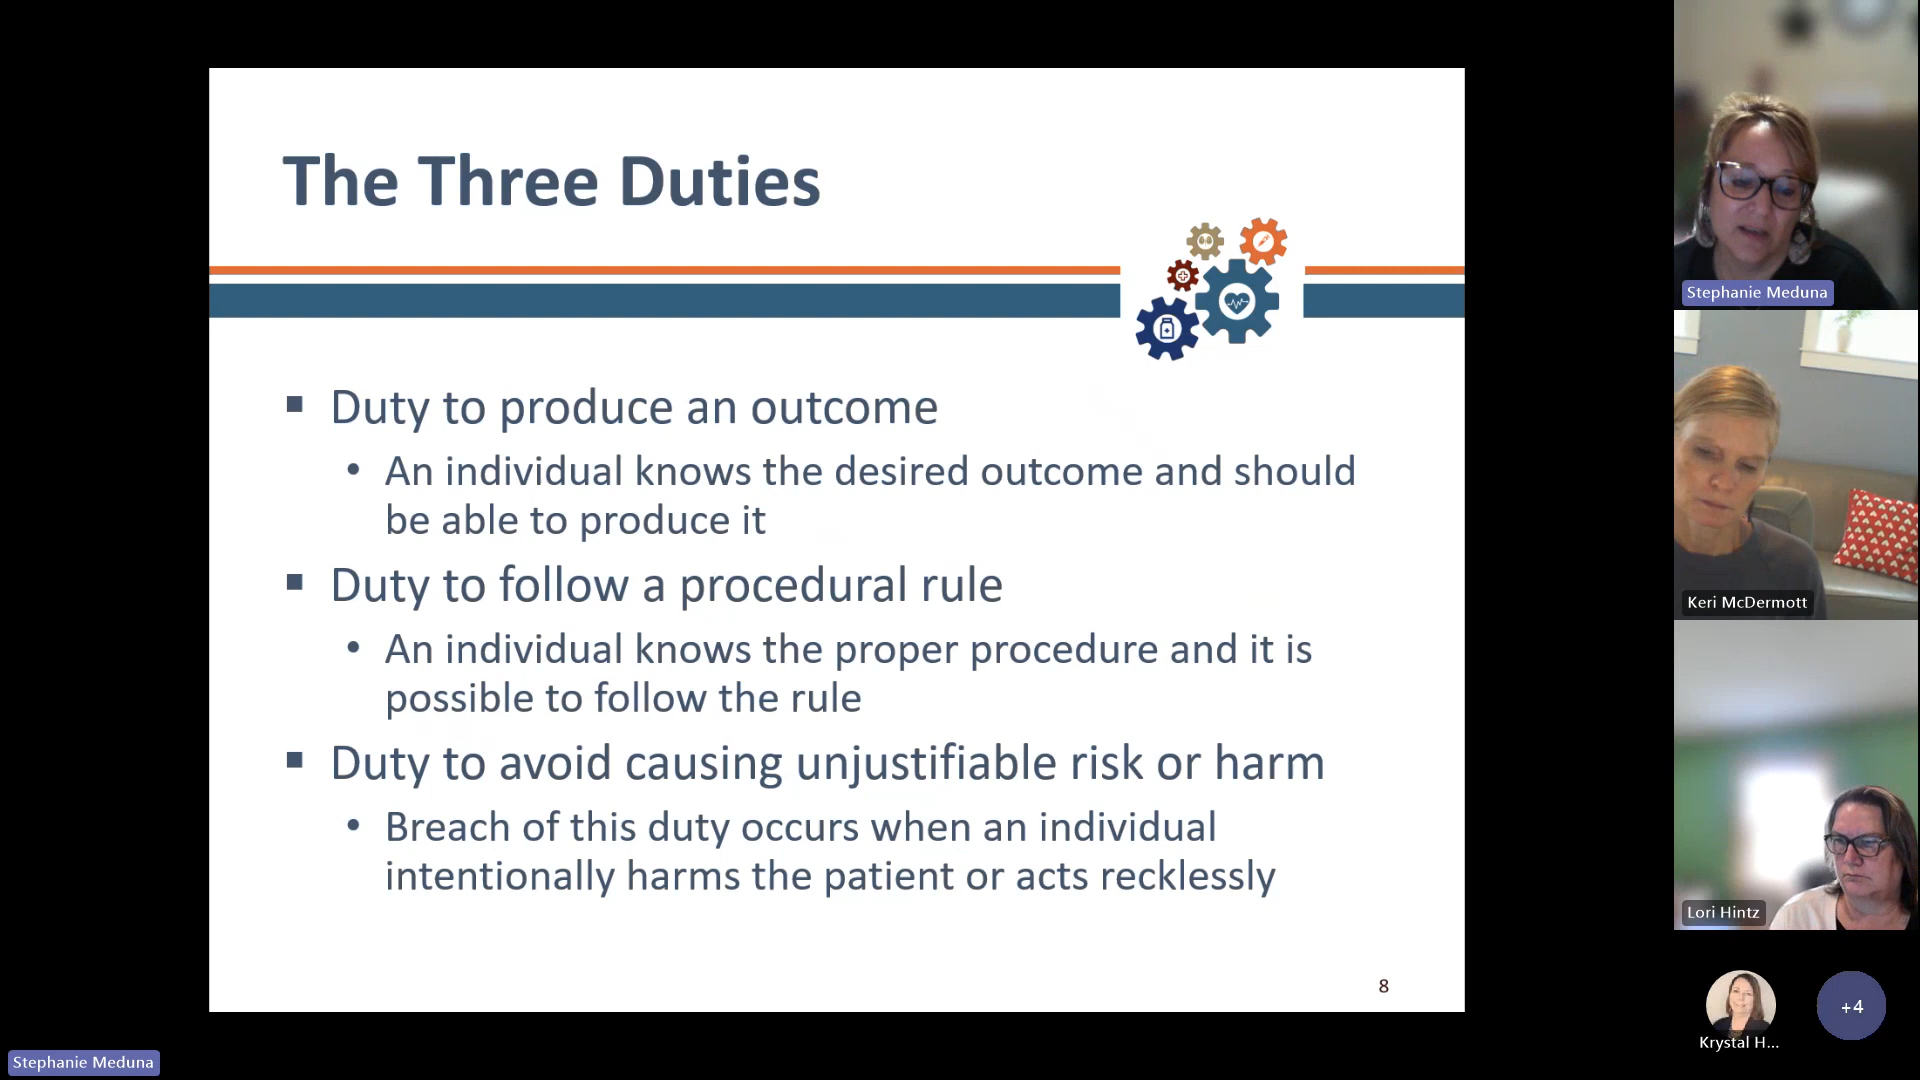 The Three Duties
▪ Duty to produce an outcome
• An individual knows the desired outcome and should
be able to produce it
▪ Duty to follow a procedural rule
• An individual knows the proper procedure and it is
possible to follow the rule
▪ Duty to avoid causing unjustifiable risk or harm
• Breach of this duty occurs when an individual
intentionally harms the patient or acts recklessly
8
Stephanie Meduna
Keri McDermott
Lori Hintz
Krystal H...
+4
Stephanie Meduna